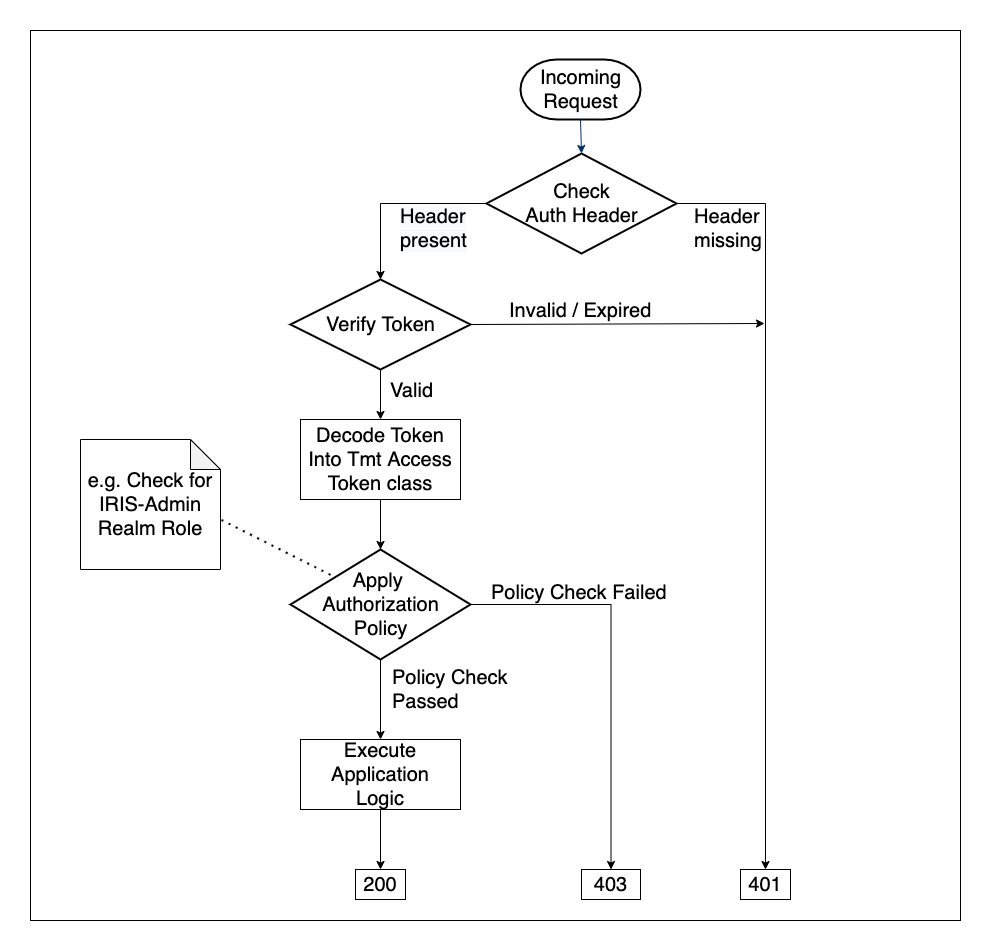 Incoming
Request
Check
Auth Header
Header
present
Header
missing
Verify Token
Invalid / Expired
Valid
Decode Token
Into Tmt Access
Token class
e.g. Check for
IRIS-Admin
Realm Role
Apply
Authorization
Policy
Policy Check Failed
Policy Check
Passed
Execute
Application
Logic
200
403
401